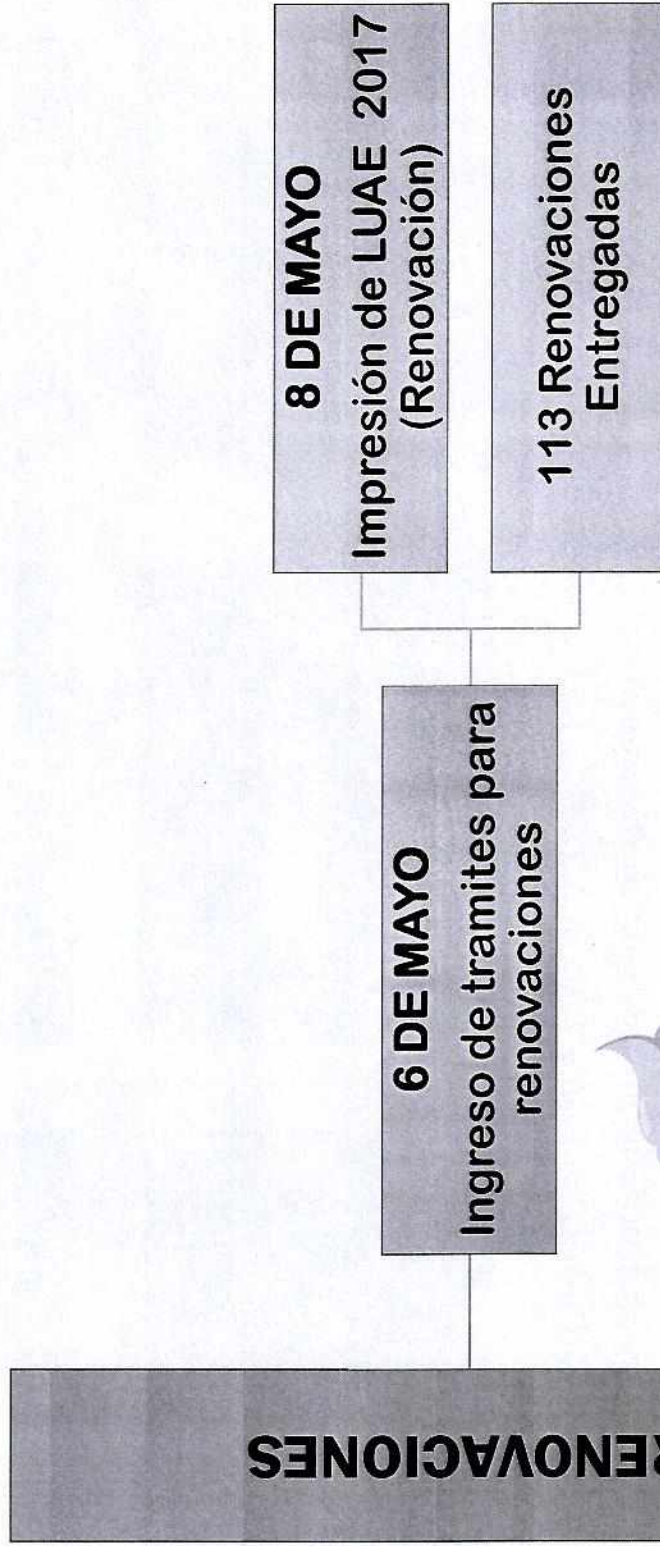 RENOVACIONES
6 DE MAYO
Ingreso de tramites para
renovaciones
8 DE MAYO
Impresión de LUAE 2017
(Renovación)
113 Renovaciones
Entregadas